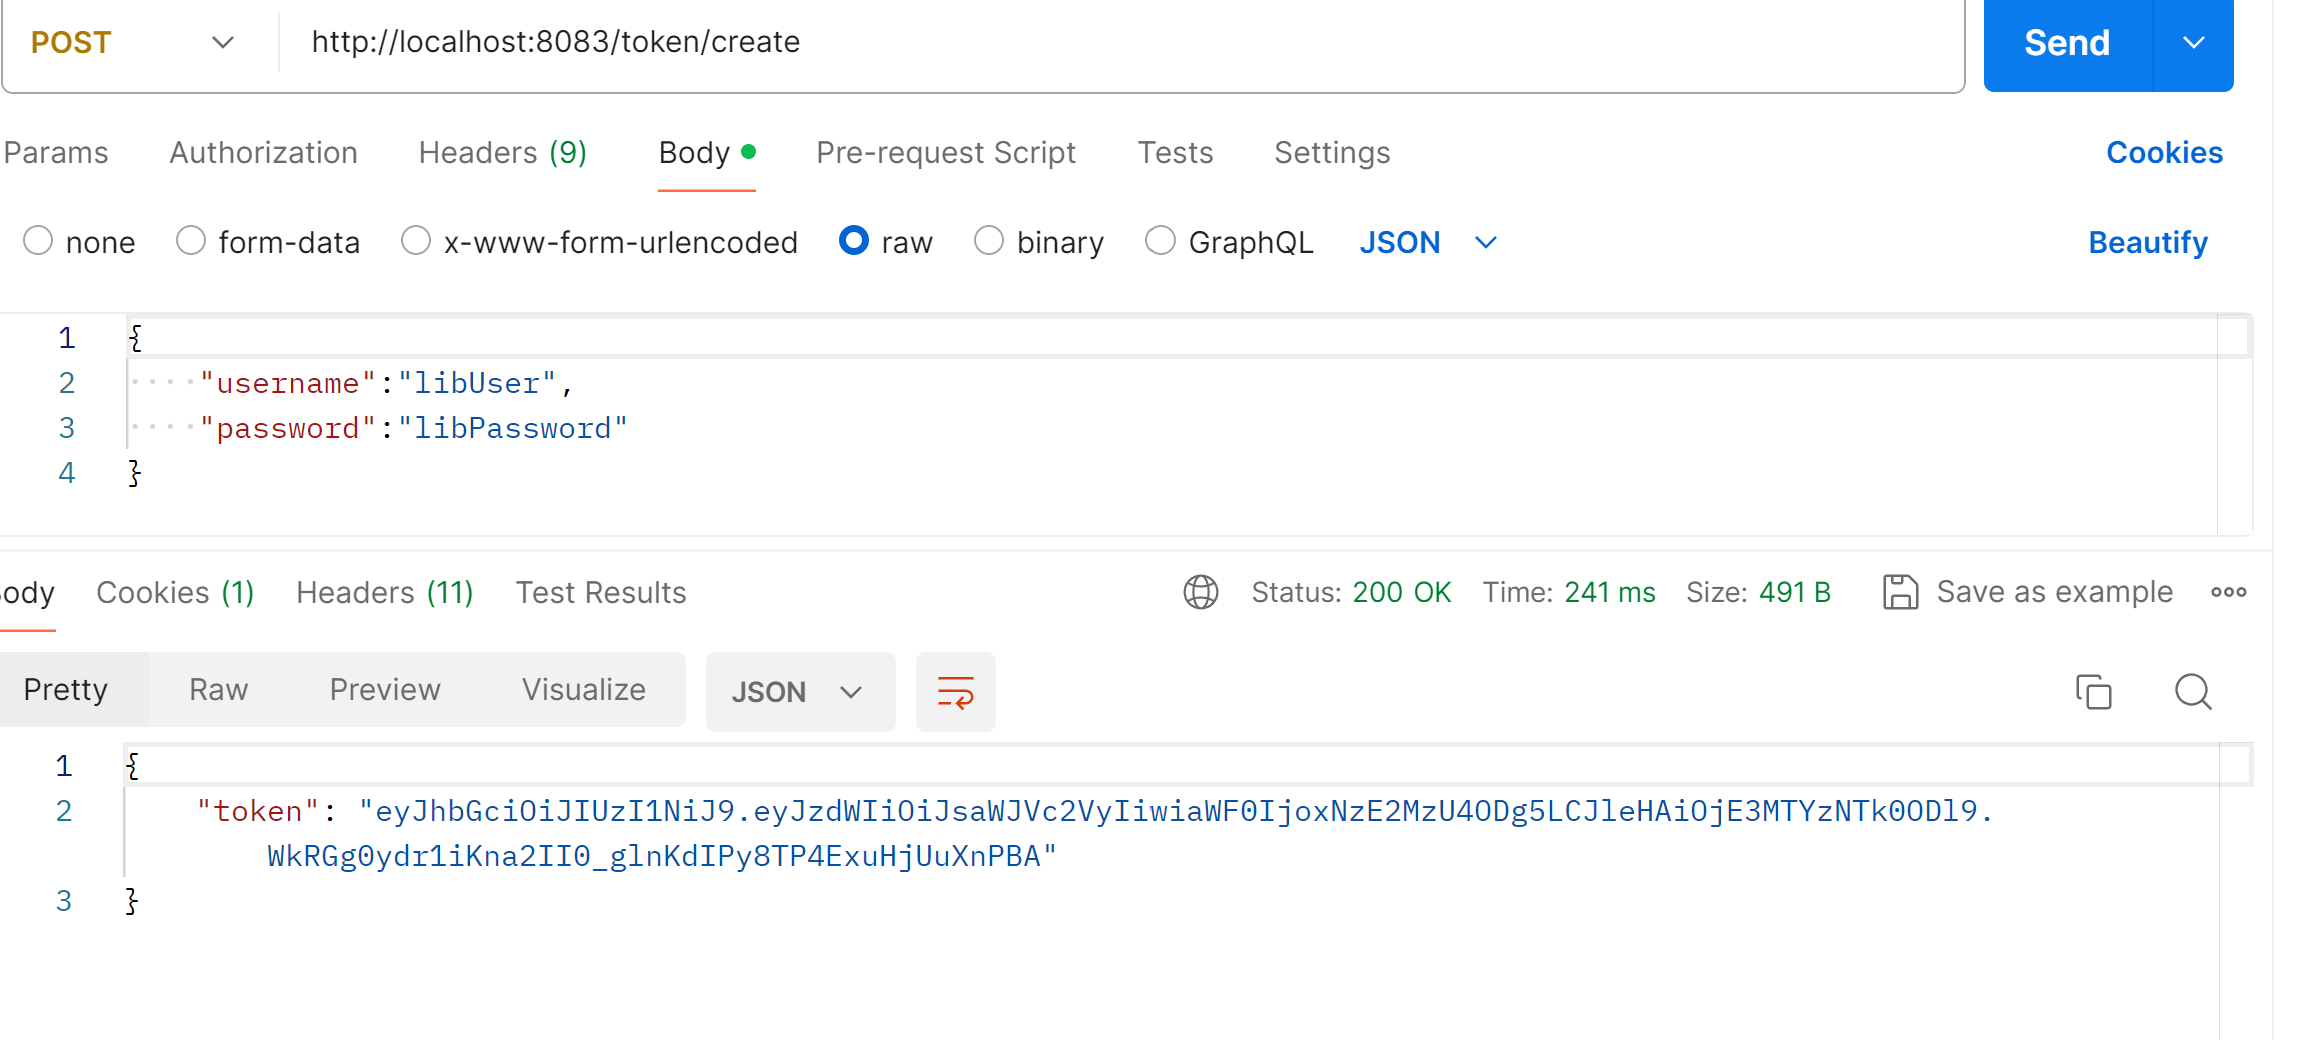 POST http://localhost:8083/token/create Send
Params Authorization Headers (9) Body Pre-request Script Tests Settings Cookies
none form-data x-www-form-urlencoded raw binary GraphQL JSON Beautify
1 {
2 "username":"libUser",
3 "password":"libPassword"
4 }
ody Cookies (1) Headers (11) Test Results Status: 200 OK Time: 241 ms Size: 491 B Save as example
Pretty Raw Preview Visualize JSON
1 {
2 "token": "eyJhbGciOiJIUzI1NiJ9.eyJzdWIiOiJsaWJVc2VyIiwiaWF0IjoxNzE2MzU4ODg5LCJleHAiOjE3MTYzNTk0ODl9.
WkRGg0ydr1iKna2II0_glnKdIPy8TP4ExuHjUuXnPBA"
3 }